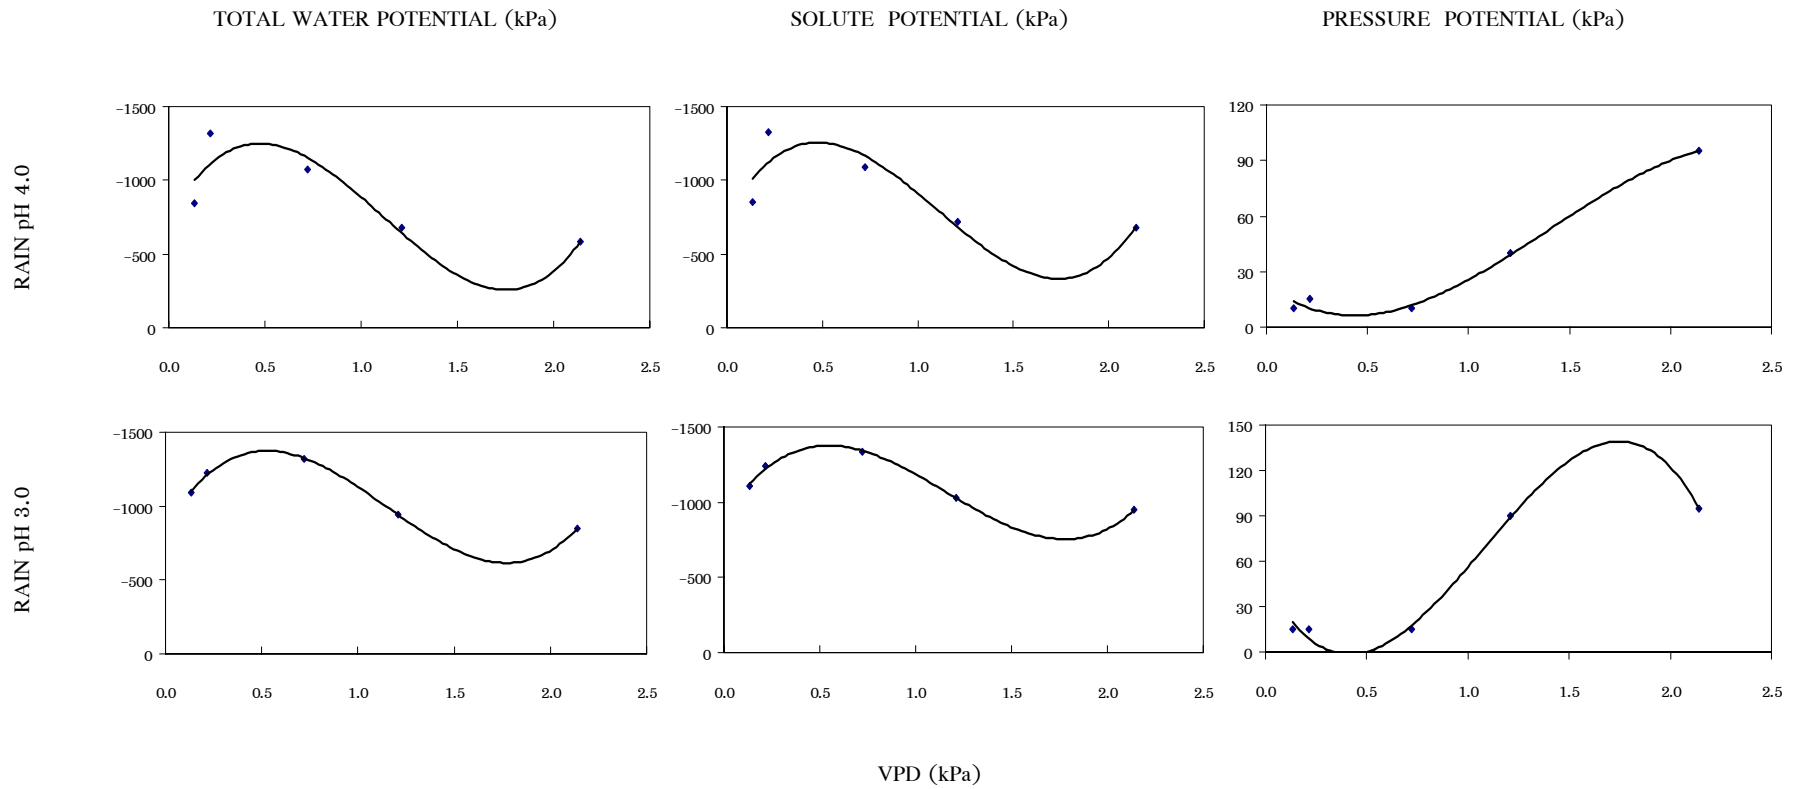 TOTAL WATER POTENTIAL (kPa) SOLUTE POTENTIAL (kPa) PRESSURE POTENTIAL (kPa)
RAIN pH 4.0
-1500
-1000
-500
0
0.0 0.5 1.0 1.5 2.0 2.5
-1500
-1000
-500
0
0.0 0.5 1.0 1.5 2.0 2.5
120
90
60
30
0
0.0 0.5 1.0 1.5 2.0 2.5
RAIN pH 3.0
-1500
-1000
-500
0
0.0 0.5 1.0 1.5 2.0 2.5
-1500
-1000
-500
0
0.0 0.5 1.0 1.5 2.0 2.5
150
120
90
60
30
0
0.0 0.5 1.0 1.5 2.0 2.5
VPD (kPa)